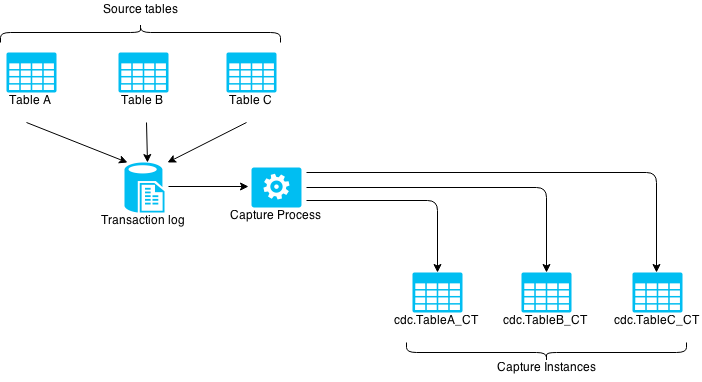 Source tables
Table A
Table B
Table C
Transaction log
Capture Process
cdc.TableA_CT
cdc.TableB_CT
cdc.TableC_CT
Capture Instances